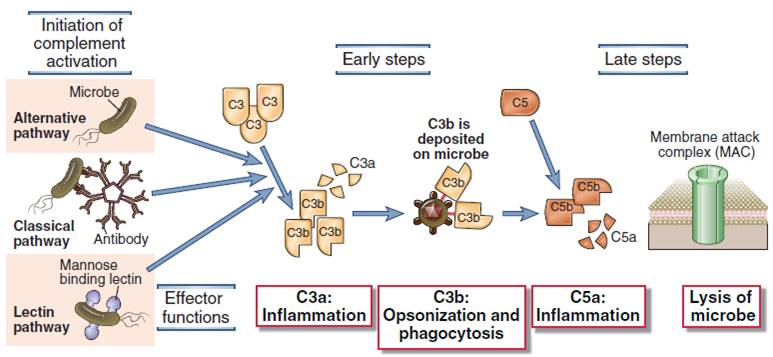 Initiation of
complement
activation
Early steps
Late steps
Microbe
Alternative
pathway
Classical
pathway
Antibody
Mannose
binding lectin
Lectin
pathway
C3
C3
C3
C3a
C3b
C3b
C3b
C3b is
deposited
on microbe
C3b
C3b
C5
C5b
C5b
C5a
Membrane attack
complex (MAC)
Effector
functions
C3a:
Inflammation
C3b:
Opsonization and
phagocytosis
C5a:
Inflammation
Lysis of
microbe